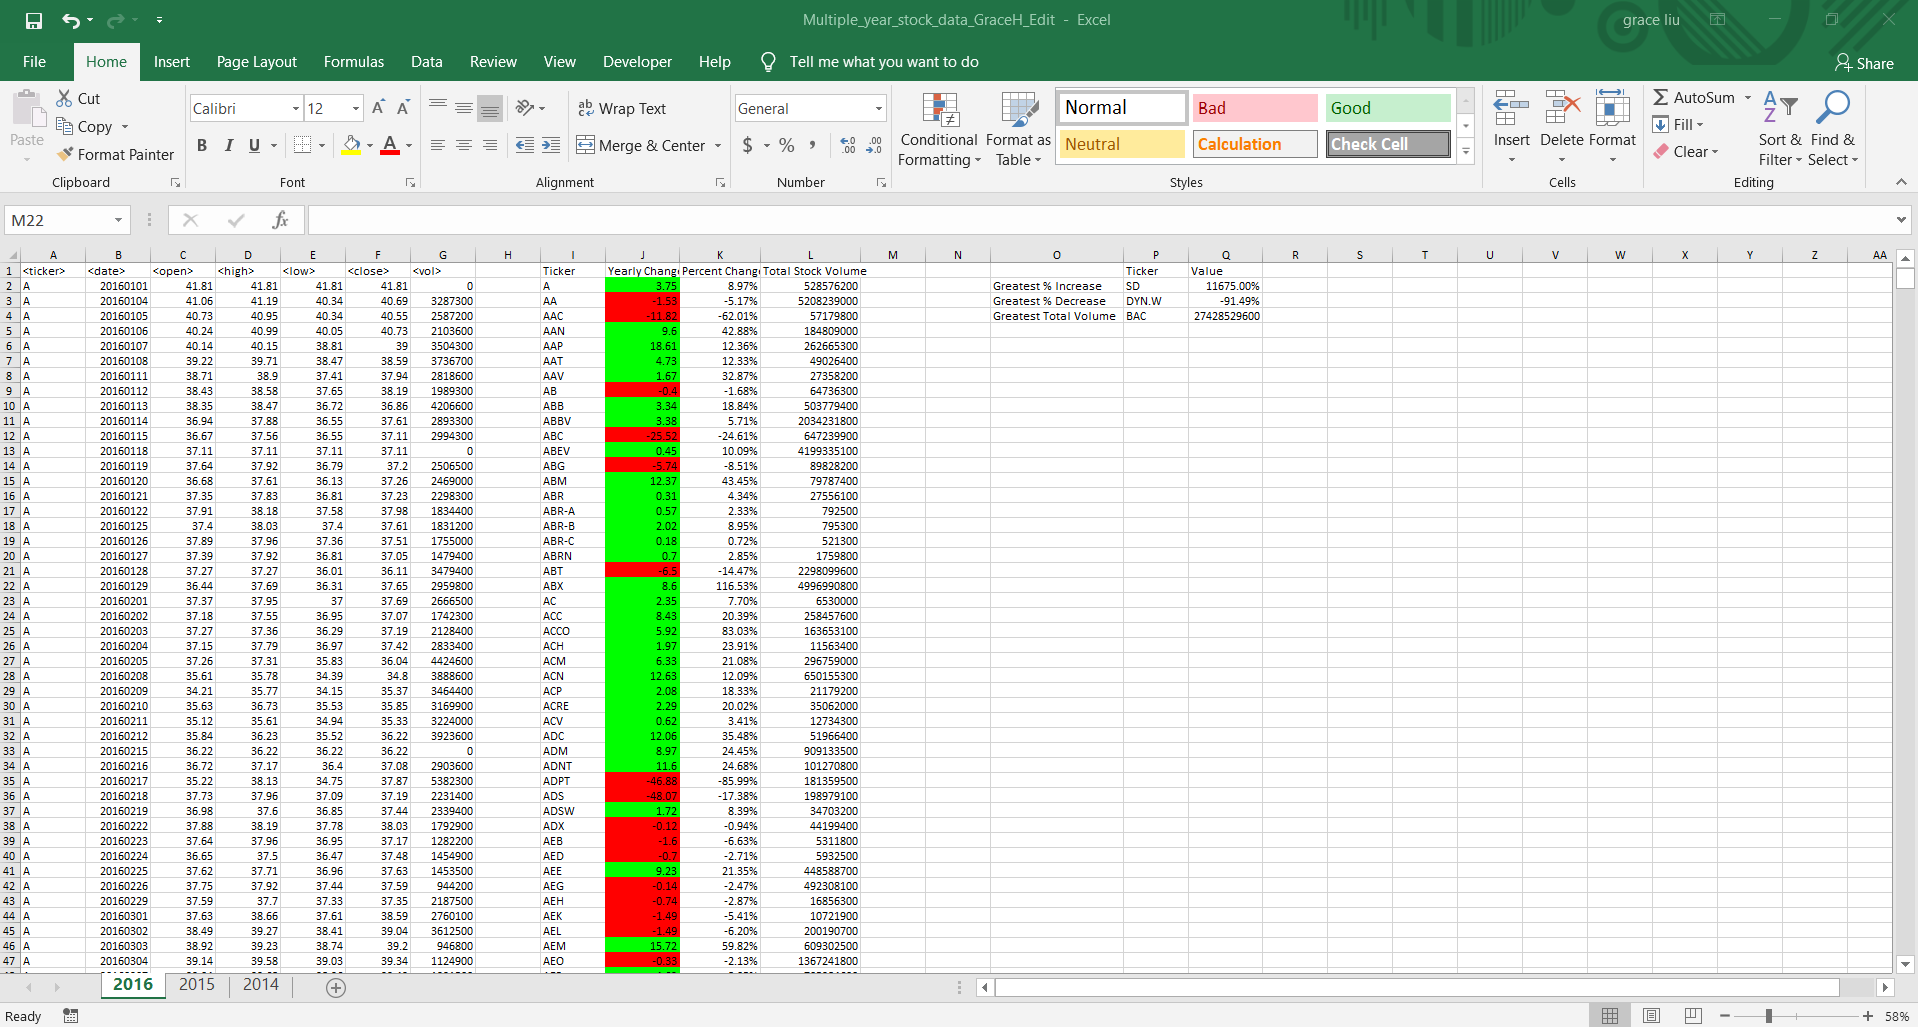 Multiple_year_stock_data_GraceH_Edit - Excel
grace liu
File Home Insert Page Layout Formulas Data Review View Developer Help Tell me what you want to do Share
Paste
Cut
Copy
Format Painter
Clipboard
Calibri 12
B I U
Font
Wrap Text
Merge & Center
Alignment
General
$ % ,
Number
Conditional Formatting
Format as Table
Normal Bad Good
Neutral Calculation Check Cell
Styles
Insert Delete Format
Cells
AutoSum
Fill
Clear
Sort & Filter
Find & Select
Editing
M22 fx
A B C D E F G H I J K L M N O P Q R S T U V W X Y Z AA
1 <ticker> <date> <open> <high> <low> <close> <vol> Ticker Yearly Change Percent Change Total Stock Volume Ticker Value
2 A 20160101 41.81 41.81 41.81 41.81 0 A 3.75 8.97% 528576200 Greatest % Increase SD 11675.00%
3 A 20160104 41.06 41.19 40.34 40.69 3287300 AA -1.53 -5.17% 5208239000 Greatest % Decrease DYN.W -91.49%
4 A 20160105 40.73 40.95 40.34 40.55 2587200 AAC -11.82 -62.01% 57179800 Greatest Total Volume BAC 27428529600
5 A 20160106 40.24 40.99 40.05 40.73 2103600 AAN 9.6 42.88% 184809000
6 A 20160107 40.14 40.15 38.81 39 3504300 AAP 18.61 12.36% 262665300
7 A 20160108 39.22 39.71 38.47 38.59 3736700 AAT 4.73 12.33% 49026400
8 A 20160111 38.71 38.9 37.41 37.94 2818600 AAV 1.67 32.87% 27358200
9 A 20160112 38.43 38.58 37.65 38.19 1989300 AB -0.4 -1.68% 64736300
10 A 20160113 38.35 38.47 36.72 36.86 4206600 ABB 3.34 18.84% 503779400
11 A 20160114 36.94 37.88 36.55 37.61 2893300 ABBV 3.38 5.71% 2034231800
12 A 20160115 36.67 37.56 36.55 37.11 2994300 ABC -25.52 -24.61% 647239900
13 A 20160118 37.11 37.11 37.11 37.11 0 ABEV 0.45 10.09% 4199335100
14 A 20160119 37.64 37.92 36.79 37.2 2506500 ABG -5.74 -8.51% 89828200
15 A 20160120 36.68 37.61 36.13 37.26 2469000 ABM 12.37 43.45% 79787400
16 A 20160121 37.35 37.83 36.81 37.23 2298300 ABR 0.31 4.34% 27556100
17 A 20160122 37.91 38.18 37.58 37.98 1834400 ABR-A 0.57 2.33% 792500
18 A 20160125 37.4 38.03 37.4 37.61 1831200 ABR-B 2.02 8.95% 795300
19 A 20160126 37.89 37.96 37.36 37.51 1755000 ABR-C 0.18 0.72% 521300
20 A 20160127 37.39 37.92 36.81 37.05 1479400 ABRN 0.7 2.85% 1759800
21 A 20160128 37.27 37.27 36.01 36.11 3479400 ABT -6.5 -14.47% 2298099600
22 A 20160129 36.44 37.69 36.31 37.65 2959800 ABX 8.6 116.53% 4996990800
23 A 20160201 37.37 37.95 37 37.69 2666500 AC 2.35 7.70% 6530000
24 A 20160202 37.18 37.55 36.95 37.07 1742300 ACC 8.43 20.39% 258457600
25 A 20160203 37.27 37.36 36.29 37.19 2128400 ACCO 5.92 83.03% 163653100
26 A 20160204 37.15 37.79 36.97 37.42 2833400 ACH 1.97 23.91% 11563400
27 A 20160205 37.26 37.31 35.83 36.04 4424600 ACM 6.33 21.08% 296759000
28 A 20160208 35.61 35.78 34.39 34.8 3888600 ACN 12.63 12.09% 650155300
29 A 20160209 34.21 35.77 34.15 35.37 3464400 ACP 2.08 18.33% 21179200
30 A 20160210 35.63 36.73 35.53 35.85 3169900 ACRE 2.29 20.02% 35062000
31 A 20160211 35.12 35.61 34.94 35.33 3224000 ACV 0.62 3.41% 12734300
32 A 20160212 35.84 36.23 35.52 36.22 3923600 ADC 12.06 35.48% 51966400
33 A 20160215 36.22 36.22 36.22 36.22 0 ADM 8.97 24.45% 909133500
34 A 20160216 36.72 37.17 36.4 37.08 2903600 ADNT 11.6 24.68% 101270800
35 A 20160217 35.22 38.13 34.75 37.87 5382300 ADPT -46.88 -85.99% 181359500
36 A 20160218 37.73 37.96 37.09 37.19 2231400 ADS -48.07 -17.38% 198979100
37 A 20160219 36.98 37.6 36.85 37.44 2739400 ADSW 1.72 8.39% 34703200
38 A 20160222 37.88 38.19 37.78 38.03 1792900 ADX -0.12 -0.94% 44199400
39 A 20160223 37.64 37.96 36.95 37.17 1282200 AEB -1.6 -6.63% 5311800
40 A 20160224 36.65 37.5 36.47 37.48 1454900 AED -0.7 -2.71% 5932500
41 A 20160225 37.62 37.71 36.96 37.63 1453500 AEE 9.23 21.35% 448588700
42 A 20160226 37.75 37.92 37.44 37.59 944200 AEG -0.14 -2.47% 492308100
43 A 20160229 37.59 37.7 37.33 37.35 2187500 AEH -0.74 -2.87% 16856300
44 A 20160301 37.63 38.66 37.61 38.59 2760100 AEK -1.49 -5.41% 10721900
45 A 20160302 38.49 39.27 38.41 39.04 3612500 AEL -1.49 -6.20% 200190700
46 A 20160303 38.92 39.23 38.74 39.2 946800 AEM 15.72 59.82% 609302500
47 A 20160304 39.14 39.58 39.03 39.34 1124900 AEO -0.33 -2.13% 1367241800
2016 2015 2014
Ready 58%